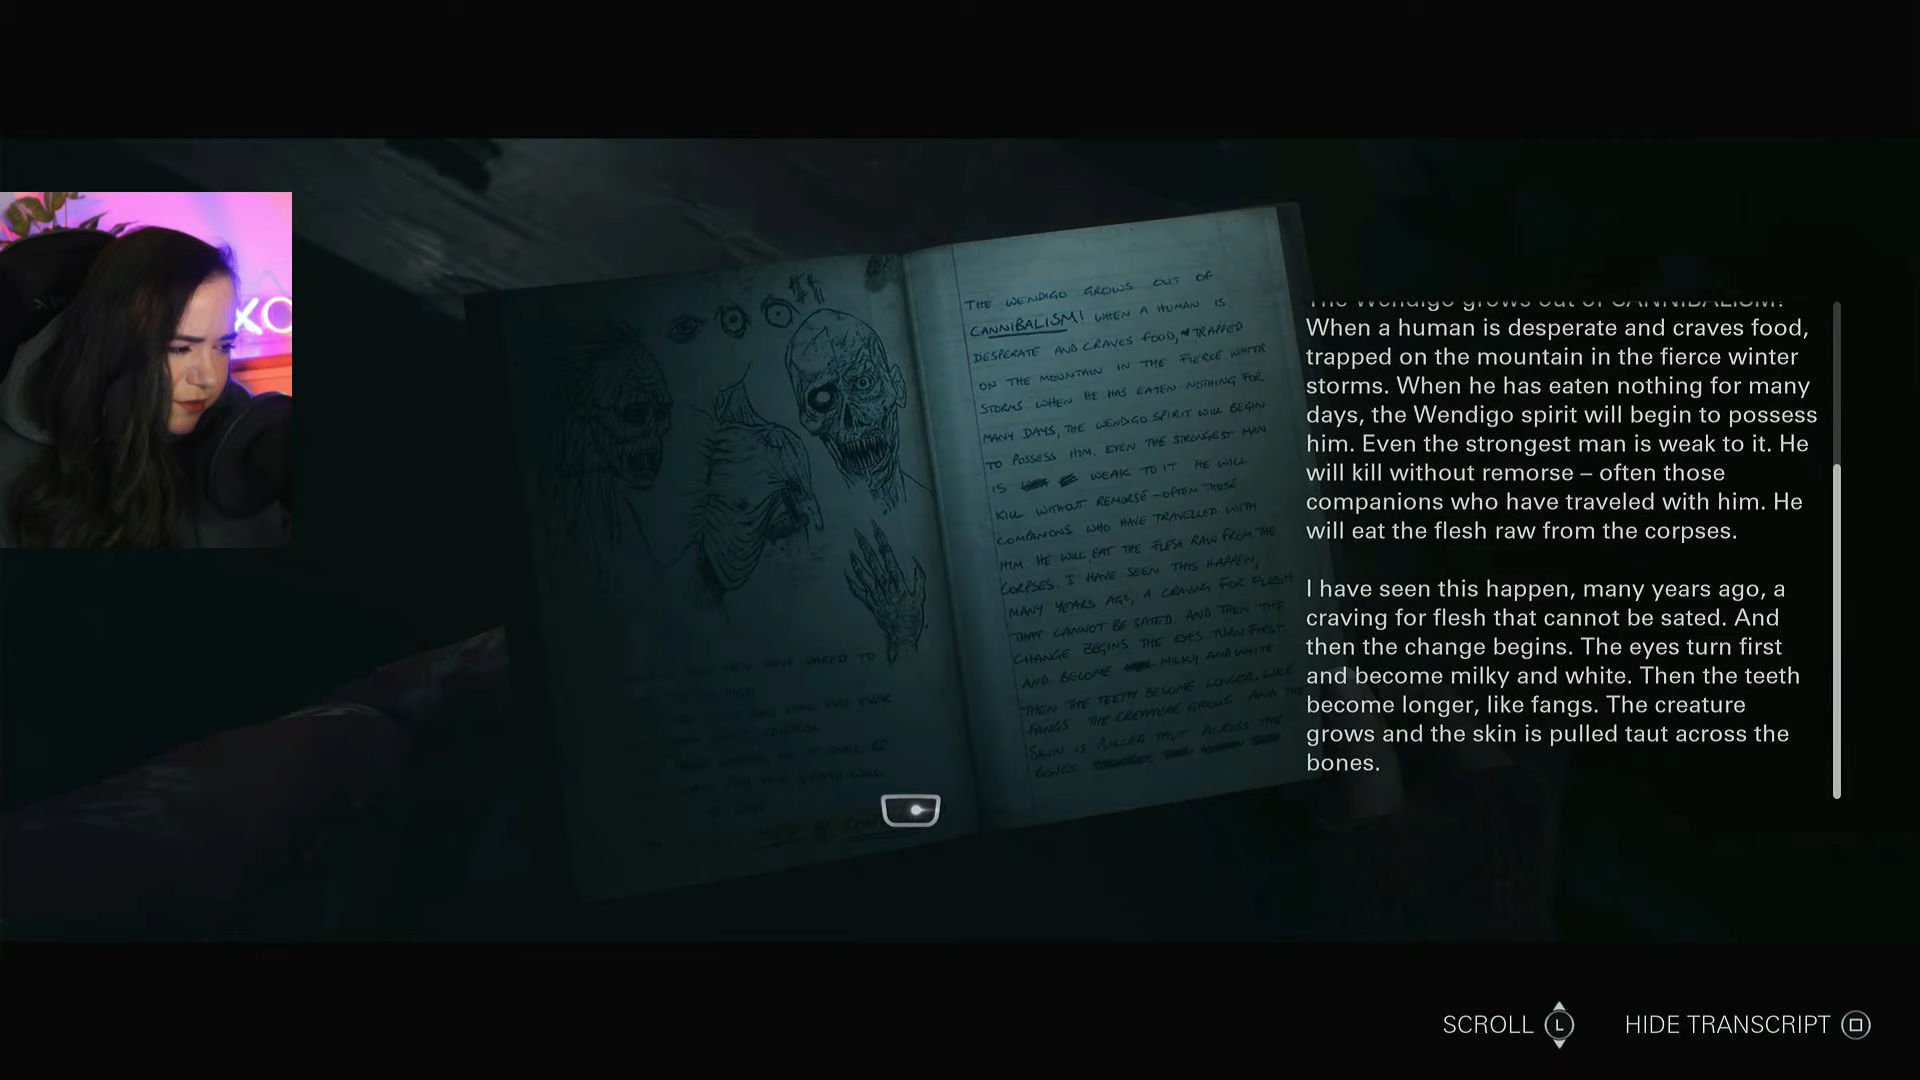 XO
THE WENDIGO GROWS OUT OF
CANNIBALISM! WHEN A HUMAN IS
DESPERATE AND CRAVES FOOD, TRAPPED
ON THE MOUNTAIN IN THE FIERCE WINTER
STORMS WHEN HE HAS EATEN NOTHING FOR
MANY DAYS, THE WENDIGO SPIRIT WILL BEGIN
TO POSSESS HIM. EVEN THE STRONGEST MAN
IS WEAK TO IT HE WILL
KILL WITHOUT REMORSE - OFTEN THOSE
COMPANIONS WHO HAVE TRAVELLED WITH
HIM HE WILL EAT THE FLESH RAW FROM THE
CORPSES. I HAVE SEEN THIS HAPPEN,
MANY YEARS AGO, A CRAVING FOR FLESH
THAT CANNOT BE SATED. AND THEN THE
CHANGE BEGINS THE EYES TURN FIRST
AND BECOME MILKY AND WHITE
THEN THE TEETH BECOME LONGER, LIKE
FANGS THE CREATURE GROWS AND THE
SKIN IS PULLED TAUT ACROSS THE
BONES
The Wendigo grows out of CANNIBALISM!
When a human is desperate and craves food,
trapped on the mountain in the fierce winter
storms. When he has eaten nothing for many
days, the Wendigo spirit will begin to possess
him. Even the strongest man is weak to it. He
will kill without remorse – often those
companions who have traveled with him. He
will eat the flesh raw from the corpses.
I have seen this happen, many years ago, a
craving for flesh that cannot be sated. And
then the change begins. The eyes turn first
and become milky and white. Then the teeth
become longer, like fangs. The creature
grows and the skin is pulled taut across the
bones.
SCROLL L
HIDE TRANSCRIPT